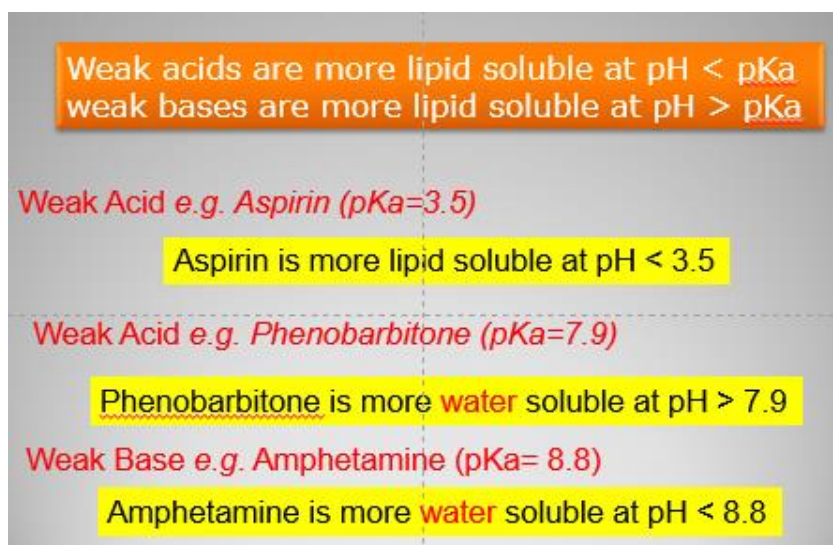 Weak acids are more lipid soluble at pH < pKa
weak bases are more lipid soluble at pH > pKa
Weak Acid e.g. Aspirin (pKa=3.5)
Aspirin is more lipid soluble at pH < 3.5
Weak Acid e.g. Phenobarbitone (pKa=7.9)
Phenobarbitone is more water soluble at pH > 7.9
Weak Base e.g. Amphetamine (pKa= 8.8)
Amphetamine is more water soluble at pH < 8.8